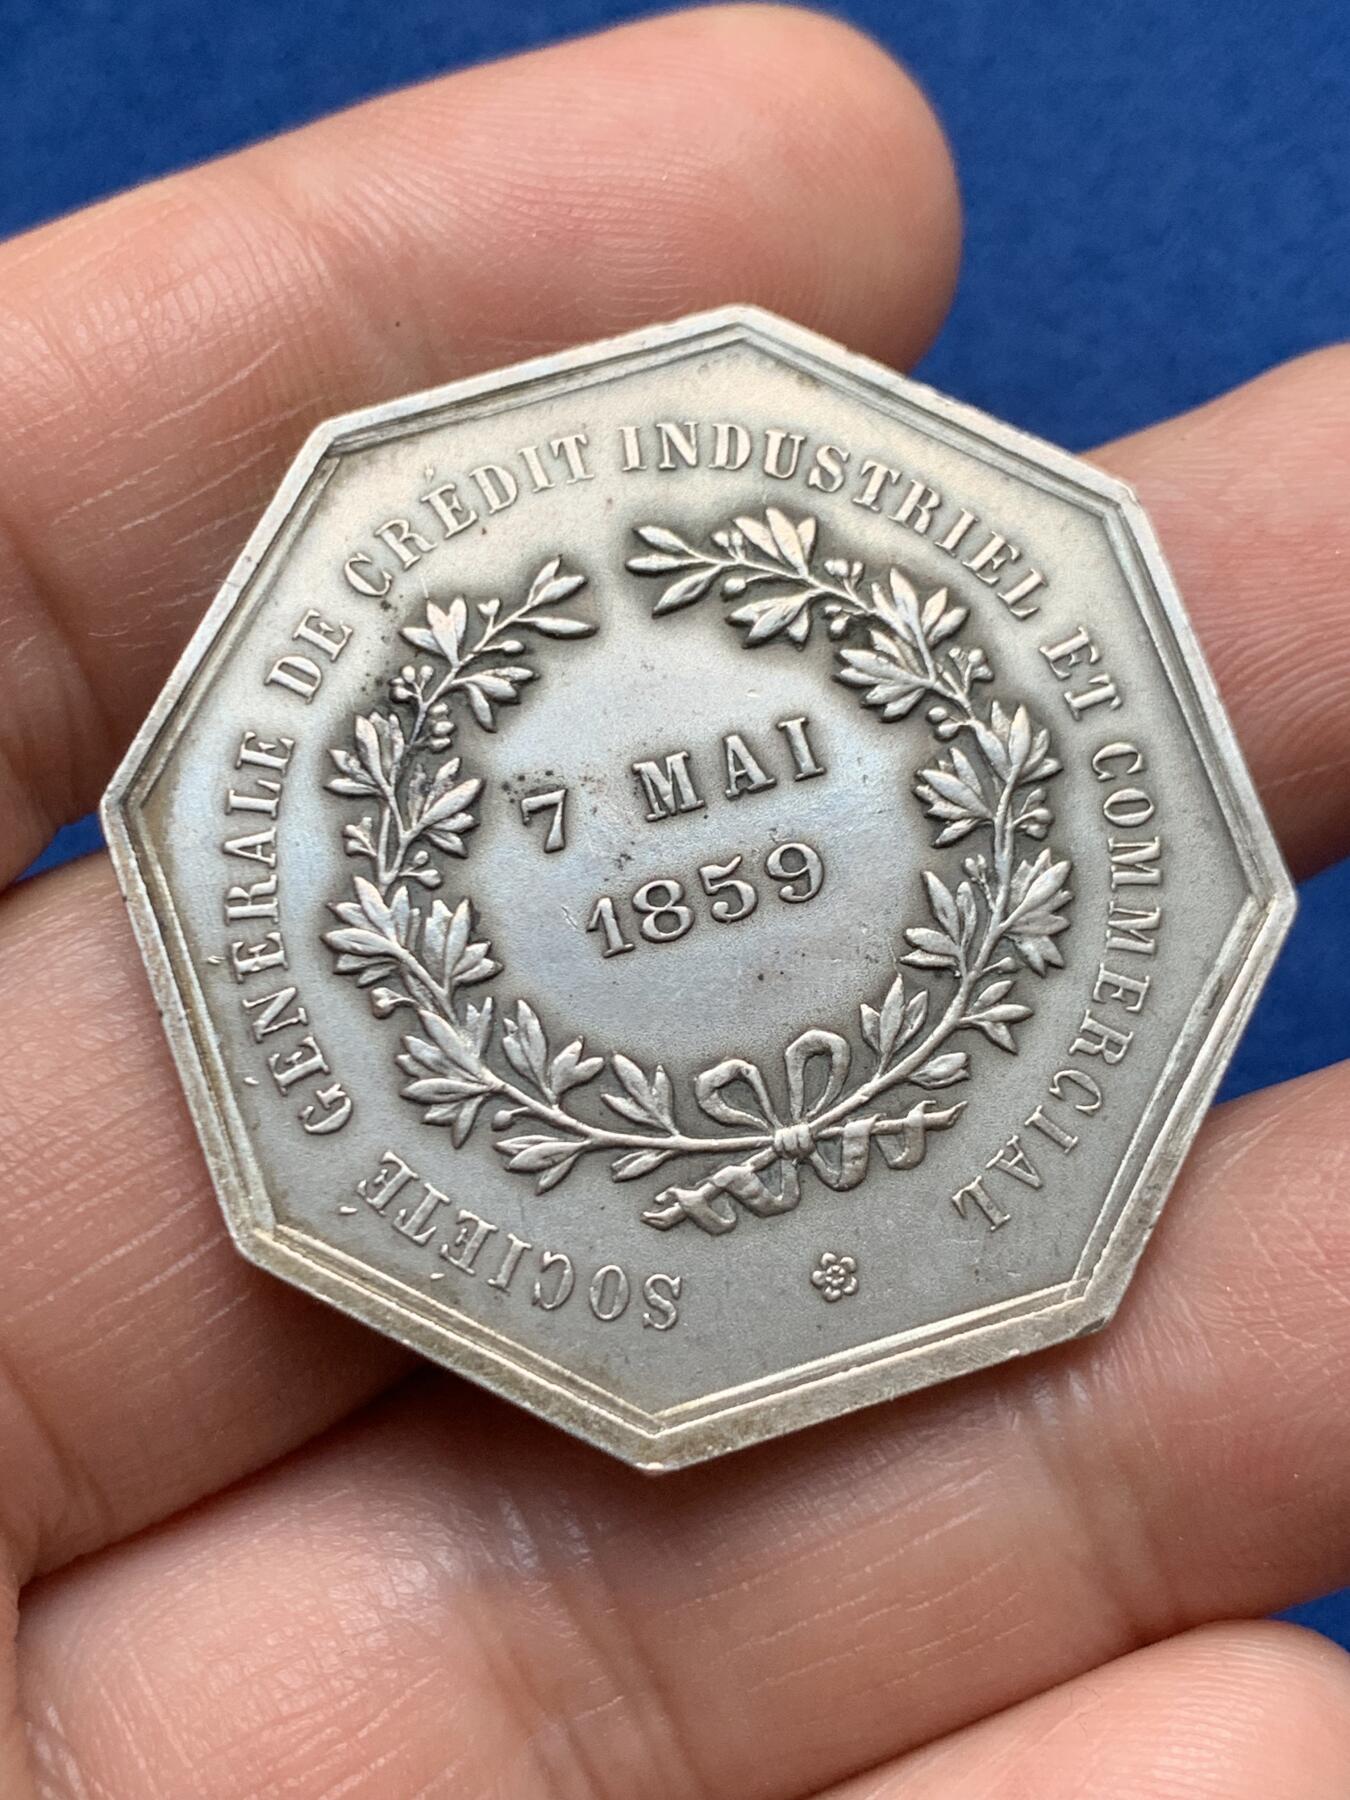 SOCIÉTÉ GÉNÉRALE DE CRÉDIT INDUSTRIEL ET COMMERCIAL
7 MAI
1859